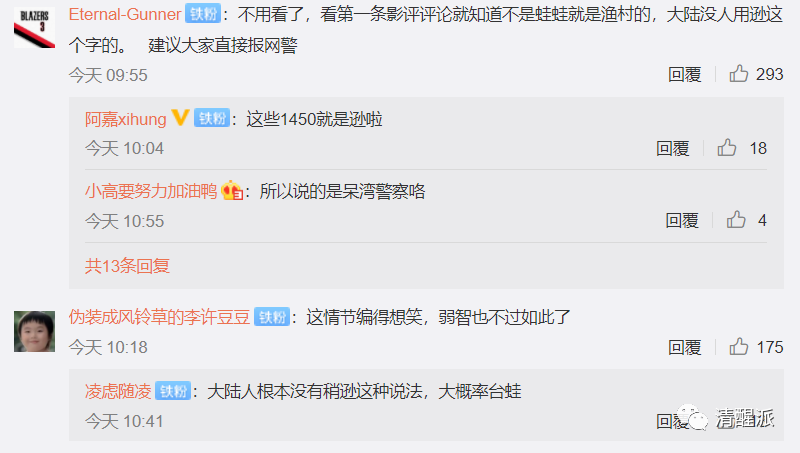 BLAZERS
3
Eternal-Gunner 铁粉：不用看了，看第一条影评评论就知道不是蛙蛙就是渔村的，大陆没人用逊这
个字的。 建议大家直接报网警
今天 09:55 回覆 293
阿嘉xihung 铁粉：这些1450就是逊啦
今天 10:04 回覆 18
小高要努力加油鸭：所以说的是呆湾警察咯
今天 10:55 回覆 4
共13条回复
伪装成风铃草的李许豆豆 铁粉：这情节编得想笑，弱智也不过如此了
今天 10:18 回覆 175
凌虑随凌 铁粉：大陆人根本没有稍逊这种说法，大概率台蛙
今天 10:41 回覆
清醒派